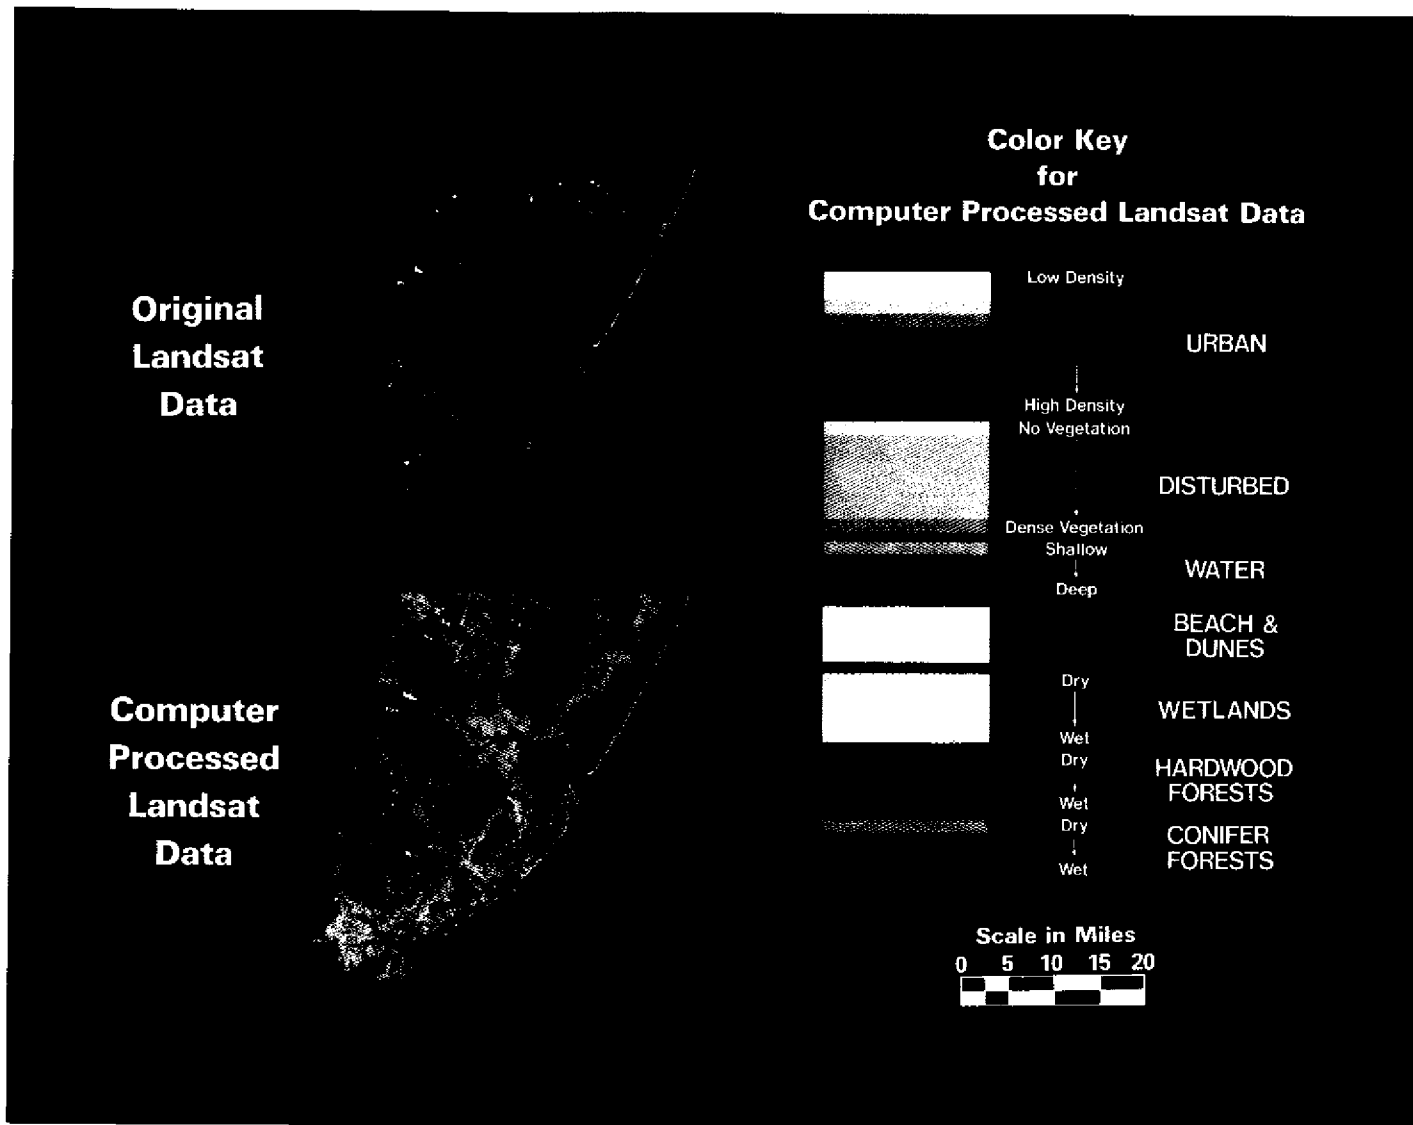 Original
Landsat
Data
Computer
Processed
Landsat
Data
Color Key
for
Computer Processed Landsat Data
Low Density
URBAN
High Density
No Vegetation
DISTURBED
Dense Vegetation
Shallow
WATER
Deep
BEACH &
DUNES
Dry
WETLANDS
Wet
Dry
HARDWOOD
FORESTS
Wet
Dry
CONIFER
FORESTS
Wet
Scale in Miles
0 5 10 15 20